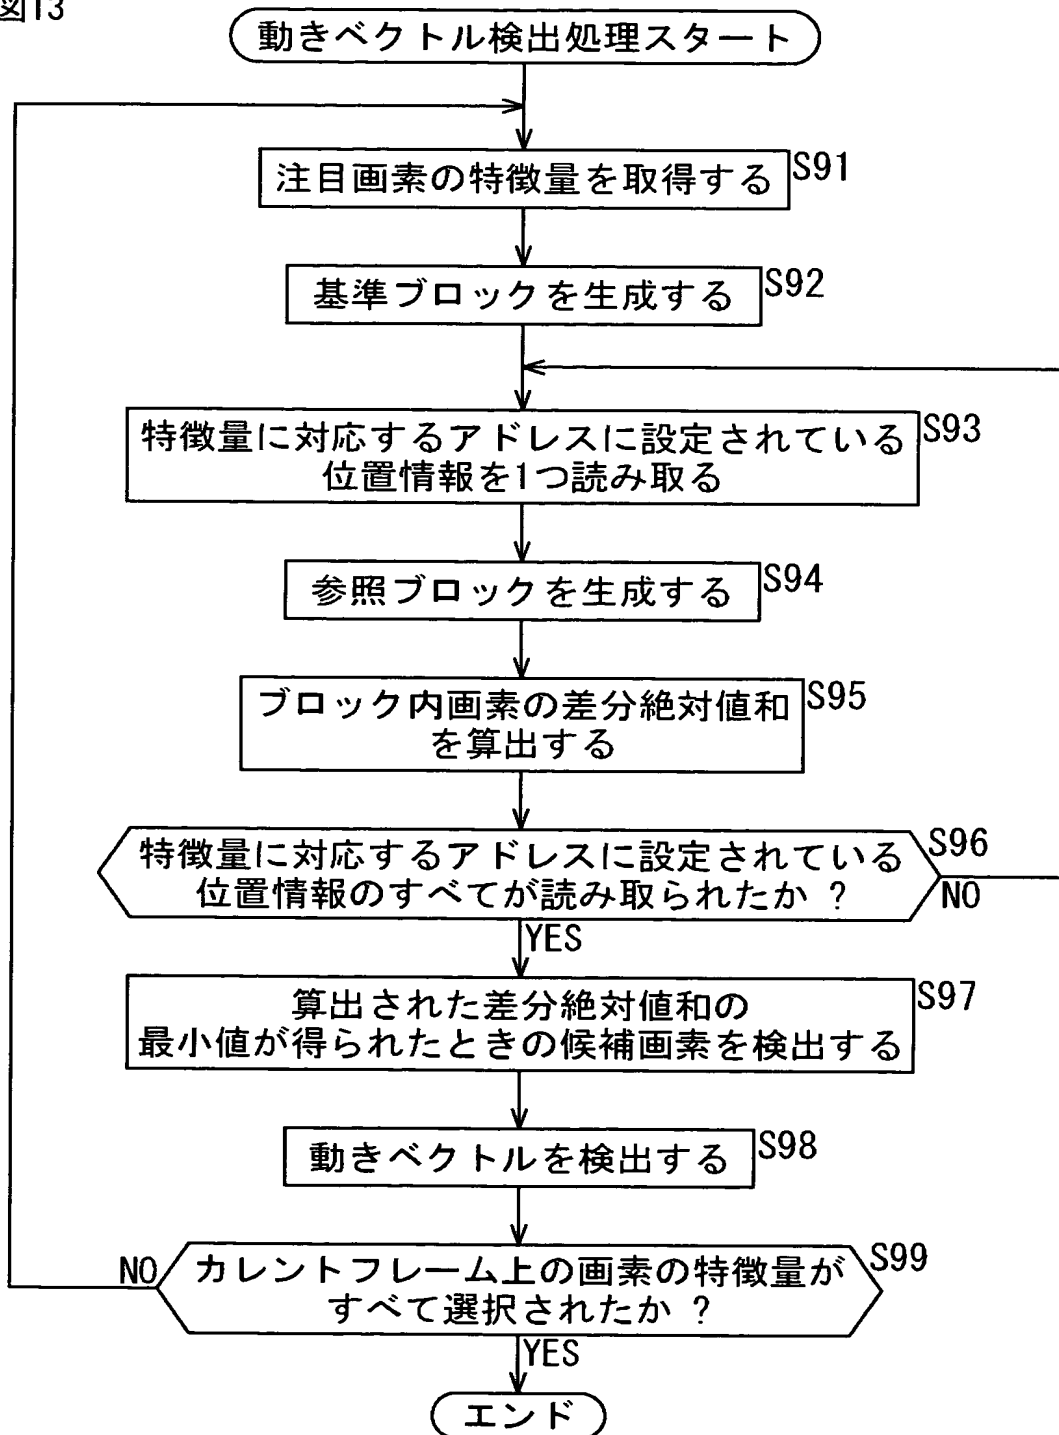 図13
動きベクトル検出処理スタート
注目画素の特徴量を取得する
S91
基準ブロックを生成する
S92
特徴量に対応するアドレスに設定されている
位置情報を1つ読み取る
S93
参照ブロックを生成する
S94
ブロック内画素の差分絶対値和
を算出する
S95
特徴量に対応するアドレスに設定されている
位置情報のすべてが読み取られたか ?
S96
NO
YES
算出された差分絶対値和の
最小値が得られたときの候補画素を検出する
S97
動きベクトルを検出する
S98
NO
カレントフレーム上の画素の特徴量が
すべて選択されたか ?
S99
YES
エンド